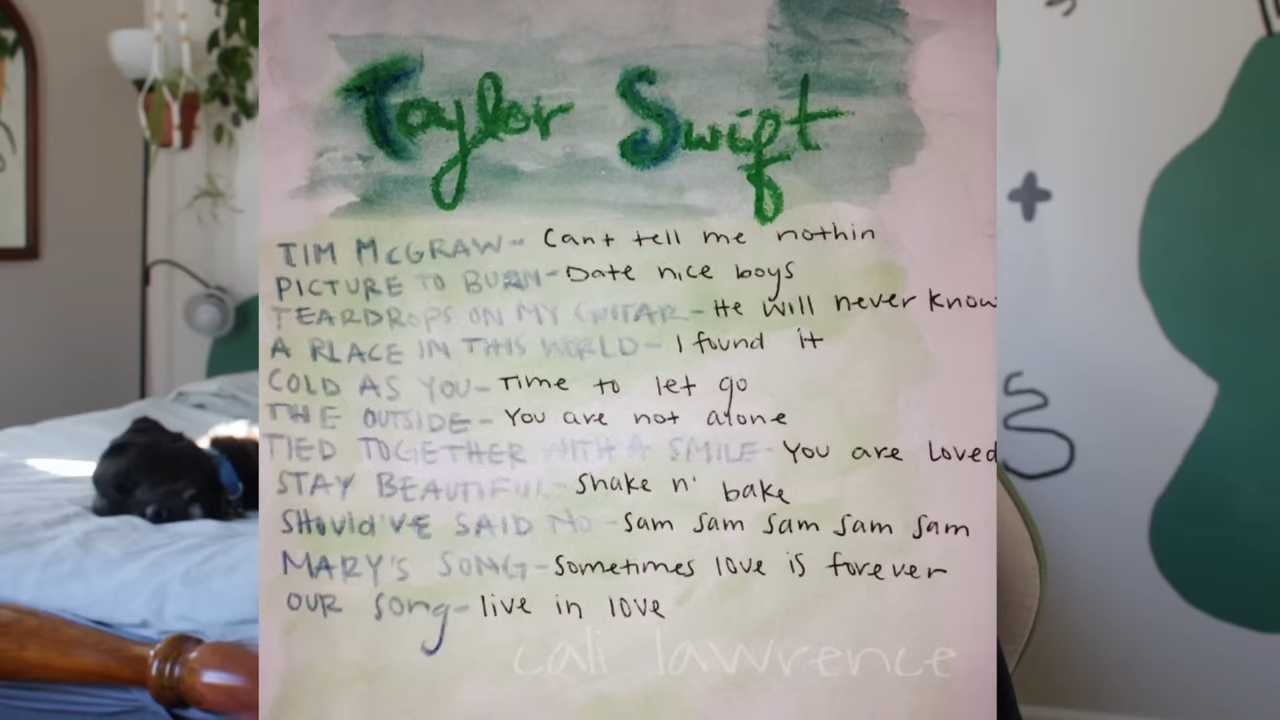 Taylor Swift
TIM McGRAW- Cant tell me nothin
PICTURE TO BURN-Date nice boys
TEARDROPS ON MY GUITAR-He will never know
A PLACE IN THIS WORLD- I found it
COLD AS YOU- Time to let go
THE OUTSIDE- You are not alone
TIED TOGETHER WITH A SMILE- You are loved
STAY BEAUTIFUL- Shake n' bake
SHOULD'VE SAID NO -Sam Sam Sam Sam Sam
MARY'S SONG-Sometimes love is forever
OUR Song- live in love
cali lawrence